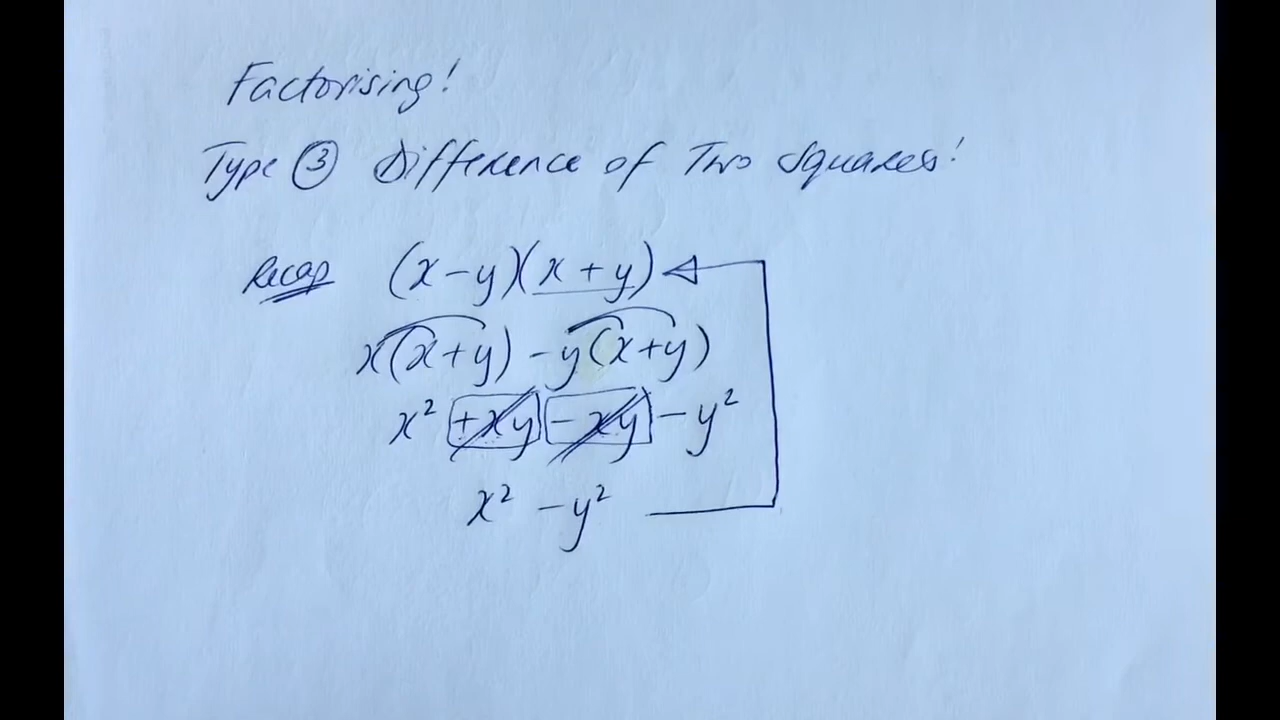 Factorising!
Type ③ Difference of Two Squares!
Recap (x-y)(x+y)
x(x+y) -y(x+y)
x² +xy -xy -y²
x² -y²